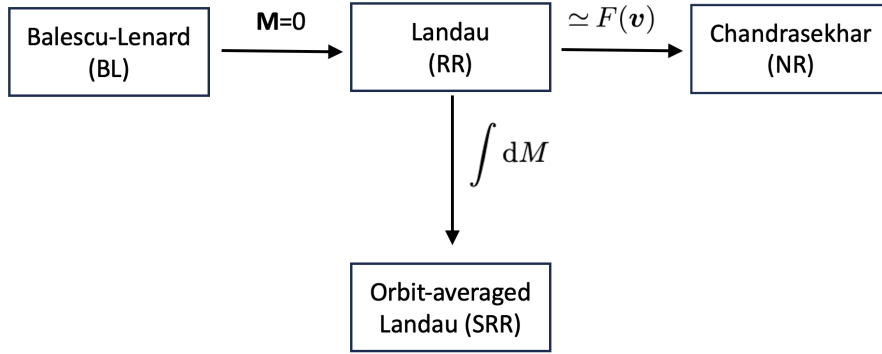 Balescu-Lenard
(BL)
M=0
Landau
(RR)
≃ F(v)
Chandrasekhar
(NR)
∫ dM
Orbit-averaged
Landau (SRR)